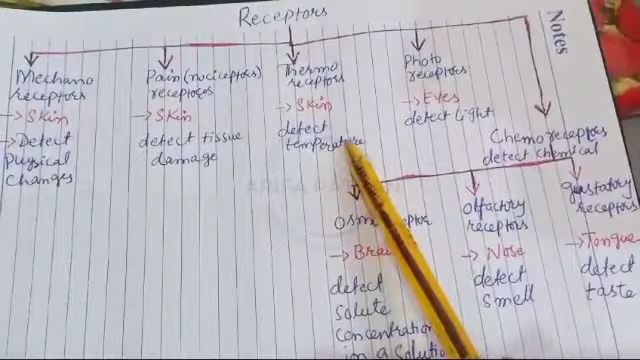 Receptors
Notes
Mechano
receptors
→ Skin
→ Detect
Physical
Changes
Pain (nociceptors)
receptors
→ Skin
detect tissue
damage
Thermo
receptors
→ Skin
detect
temperature
Photo
receptors
→ Eyes
detect light
Chemoreceptors
detect chemical
→ Brain
detect
solute
concentration
in a solution
Olfactory
receptors
→ Nose
detect
smell
gustatory
receptors
→ Tongue
detect
taste